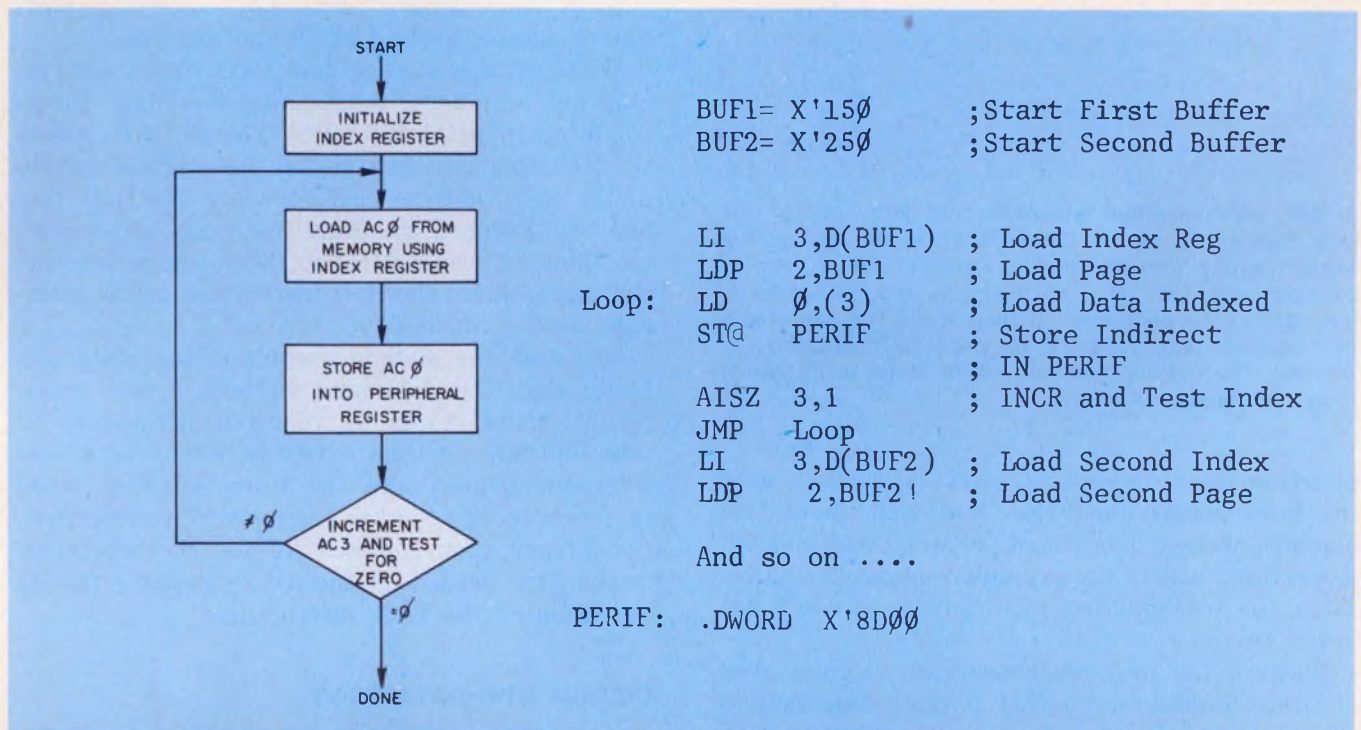 START
INITIALIZE
INDEX REGISTER
LOAD ACØ FROM
MEMORY USING
INDEX REGISTER
STORE ACØ
INTO PERIPHERAL
REGISTER
≠ Ø
INCREMENT
AC3 AND TEST
FOR
ZERO
=Ø
DONE
BUF1= X'15Ø ;Start First Buffer
BUF2= X'25Ø ;Start Second Buffer
LI 3,D(BUF1) ; Load Index Reg
LDP 2,BUF1 ; Load Page
Loop: LD Ø,(3) ; Load Data Indexed
ST@ PERIF ; Store Indirect
; IN PERIF
AISZ 3,1 ; INCR and Test Index
JMP Loop
LI 3,D(BUF2) ; Load Second Index
LDP 2,BUF2! ; Load Second Page
And so on ....
PERIF: .DWORD X'8DØØ